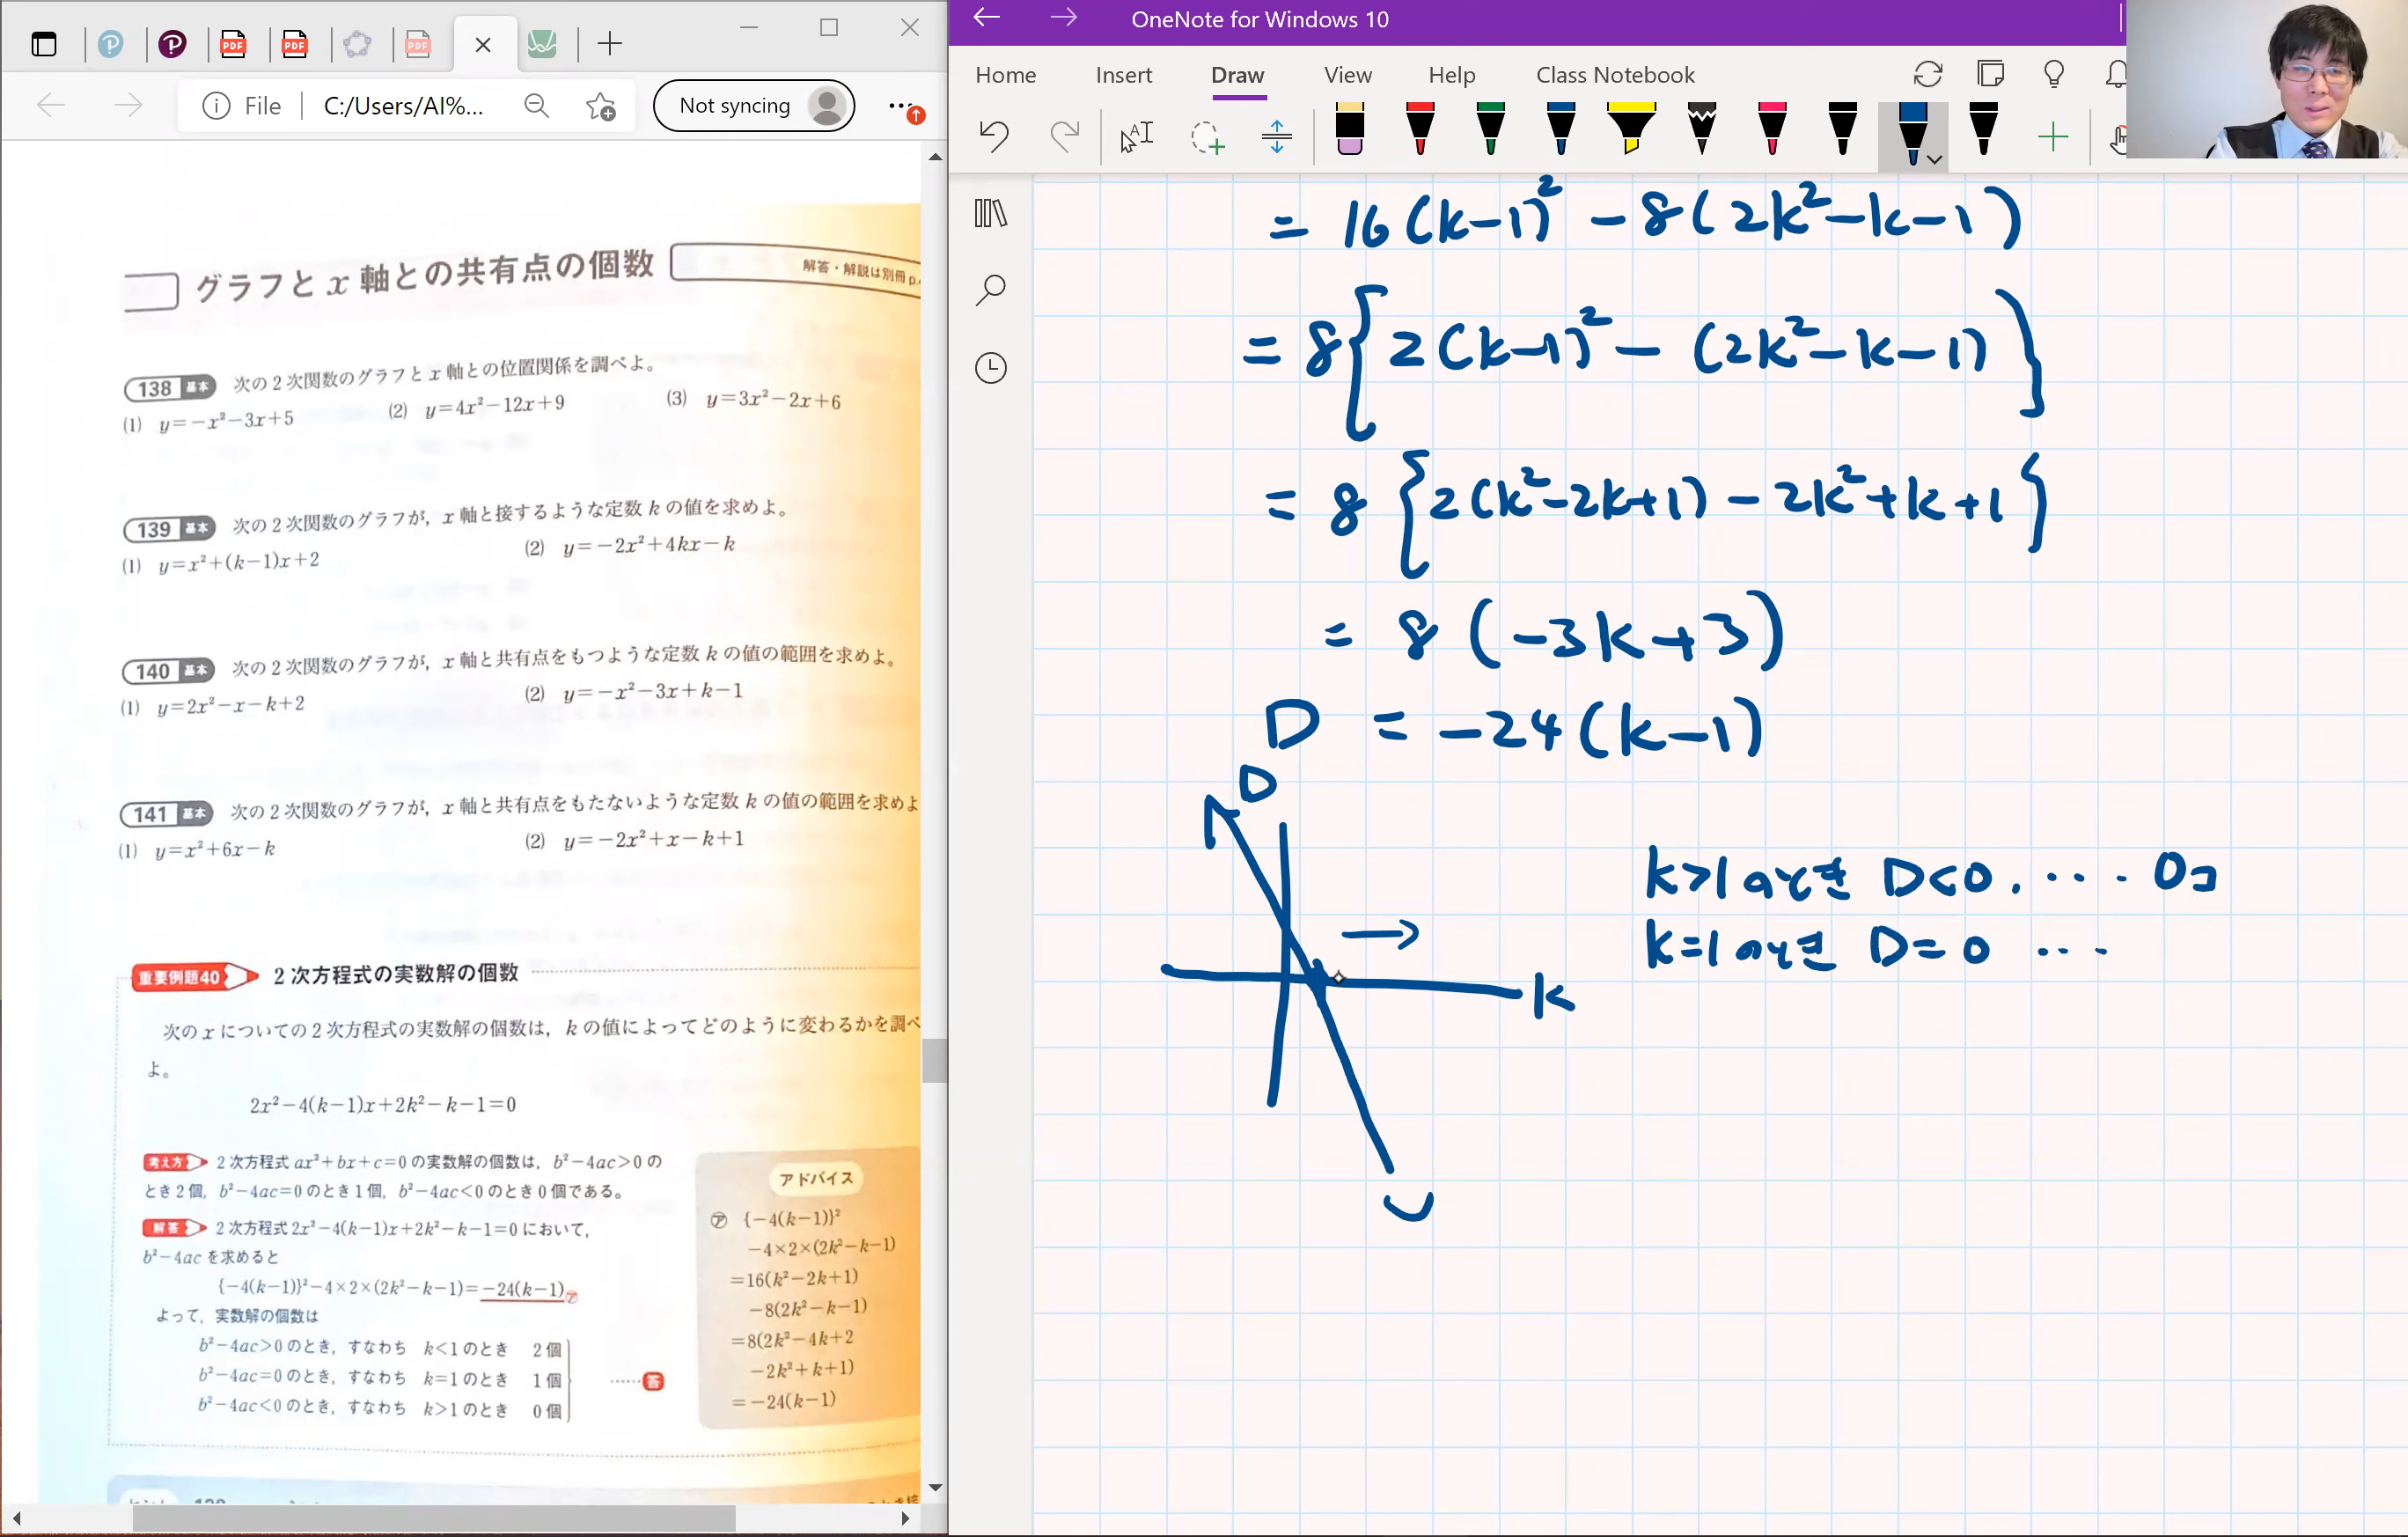 File
C:/Users/AI%...
Not syncing
グラフと x 軸との共有点の個数
解答・解説は別冊 p.
138 基本 次の2次関数のグラフと x 軸との位置関係を調べよ。
(1) y=-x²-3x+5 (2) y=4x²-12x+9 (3) y=3x²-2x+6
139 基本 次の2次関数のグラフが,x 軸と接するような定数 k の値を求めよ。
(1) y=x²+(k-1)x+2 (2) y=-2x²+4kx-k
140 基本 次の2次関数のグラフが,x 軸と共有点をもつような定数 k の値の範囲を求めよ。
(1) y=2x²-x-k+2 (2) y=-x²-3x+k-1
141 基本 次の2次関数のグラフが,x 軸と共有点をもたないような定数 k の値の範囲を求めよ
(1) y=x²+6x-k (2) y=-2x²+x-k+1
重要例題40 2次方程式の実数解の個数
次の x についての2次方程式の実数解の個数は,k の値によってどのように変わるかを調べ
よ。
2x²-4(k-1)x+2k²-k-1=0
考え方 2次方程式 ax²+bx+c=0 の実数解の個数は,b²-4ac>0 の
とき2個,b²-4ac=0 のとき1個,b²-4ac<0 のとき0個である。
解答 2次方程式 2x²-4(k-1)x+2k²-k-1=0 において,
b²-4ac を求めると
{-4(k-1)}²-4×2×(2k²-k-1)=-24(k-1)㋐
よって,実数解の個数は
b²-4ac>0 のとき,すなわち k<1 のとき 2個
b²-4ac=0 のとき,すなわち k=1 のとき 1個 ……答
b²-4ac<0 のとき,すなわち k>1 のとき 0個
アドバイス
㋐ {-4(k-1)}²
-4×2×(2k²-k-1)
=16(k²-2k+1)
-8(2k²-k-1)
=8(2k²-4k+2
-2k²+k+1)
=-24(k-1)
OneNote for Windows 10
Home Insert Draw View Help Class Notebook
= 16(k-1)² - 8(2k²-k-1)
= 8{2(k-1)² - (2k²-k-1)}
= 8{2(k²-2k+1) - 2k²+k+1}
= 8(-3k+3)
D = -24(k-1)
D
k
k>1のとき D<0. ・・・ 0コ
k=1のとき D=0 ・・・